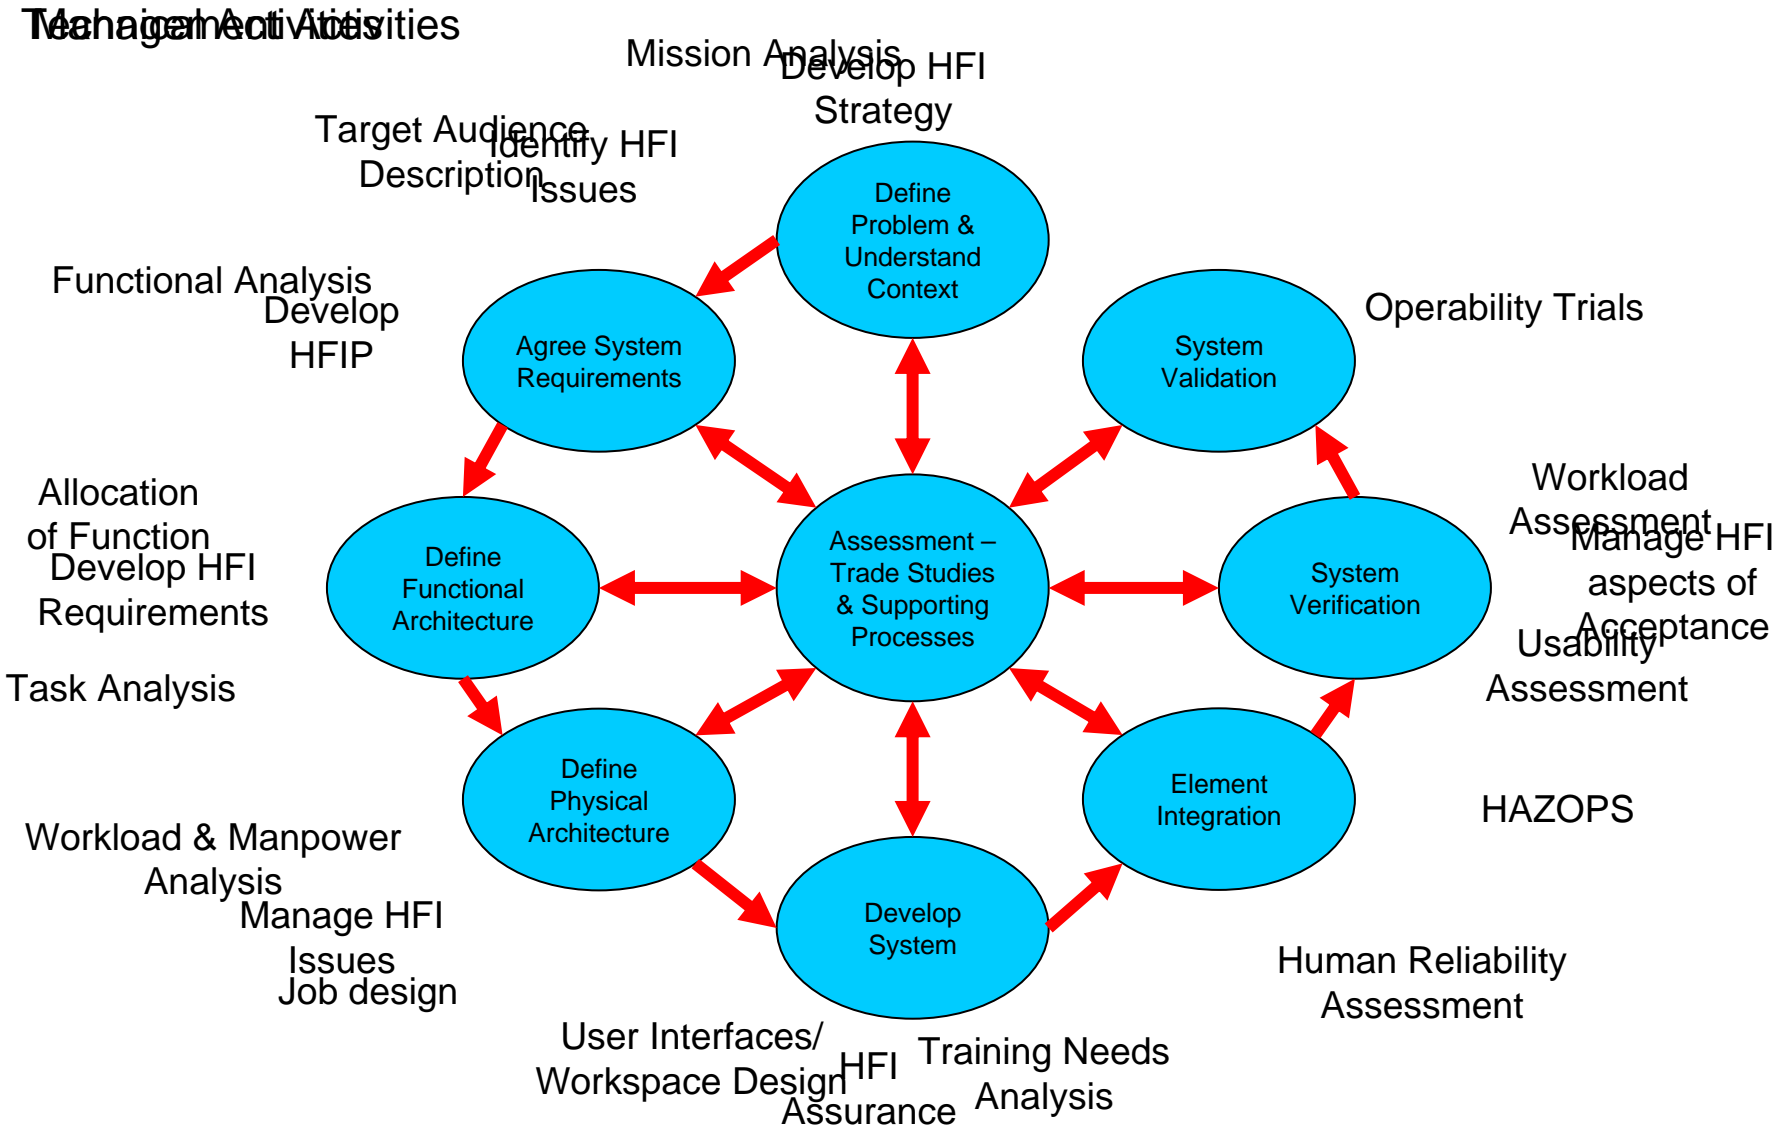 Technical Activities
Management Activities
Mission Analysis
Develop HFI
Strategy
Target Audience
Description
Identify HFI
Issues
Define
Problem &
Understand
Context
Functional Analysis
Develop
HFIP
Agree System
Requirements
System
Validation
Operability Trials
Allocation
of Function
Develop HFI
Requirements
Define
Functional
Architecture
Assessment –
Trade Studies
& Supporting
Processes
System
Verification
Workload
Assessment
Manage HFI
aspects of
Acceptance
Usability
Assessment
Task Analysis
Define
Physical
Architecture
Element
Integration
HAZOPS
Workload & Manpower
Analysis
Manage HFI
Issues
Job design
Develop
System
Human Reliability
Assessment
User Interfaces/
Workspace Design
HFI
Assurance
Training Needs
Analysis